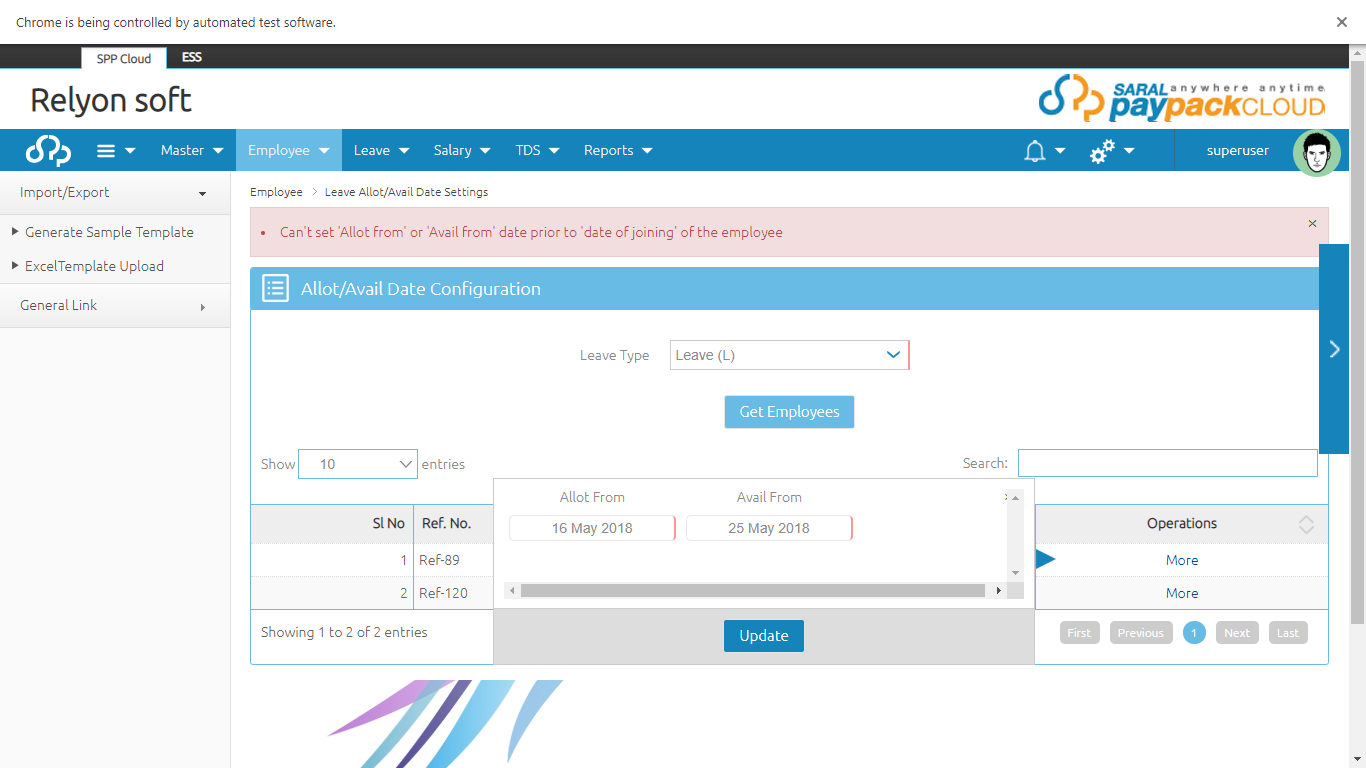 Chrome is being controlled by automated test software.
SPP Cloud ESS
Relyon soft
SARAL anywhere anytime
paypackCLOUD
Master Employee Leave Salary TDS Reports superuser
Import/Export
Generate Sample Template
ExcelTemplate Upload
General Link
Employee > Leave Allot/Avail Date Settings
Can't set 'Allot from' or 'Avail from' date prior to 'date of joining' of the employee
Allot/Avail Date Configuration
Leave Type Leave (L)
Get Employees
Show 10 entries Search:
Allot From Avail From
16 May 2018 25 May 2018
Sl No Ref. No. Operations
1 Ref-89 More
2 Ref-120 More
Showing 1 to 2 of 2 entries First Previous 1 Next Last
Update